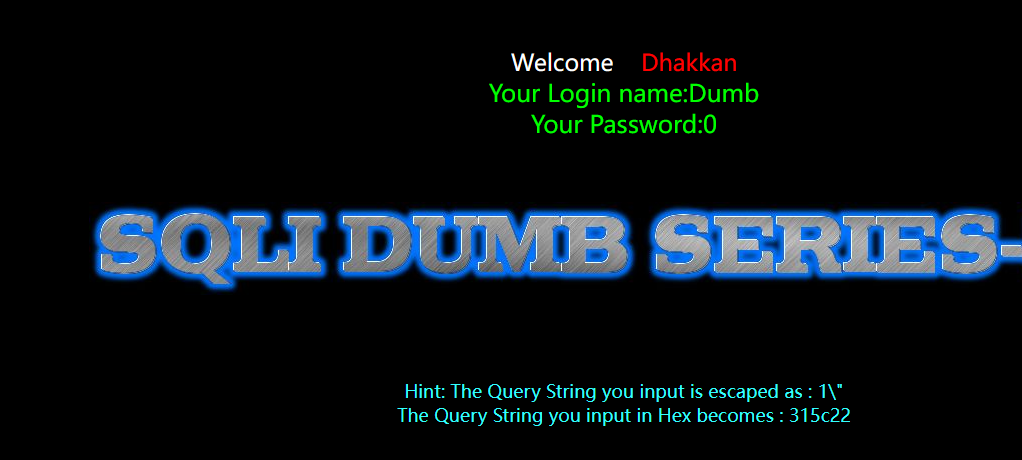 Welcome Dhakkan
Your Login name:Dumb
Your Password:0
SQLI DUMB SERIES-
Hint: The Query String you input is escaped as : 1\"
The Query String you input in Hex becomes : 315c22